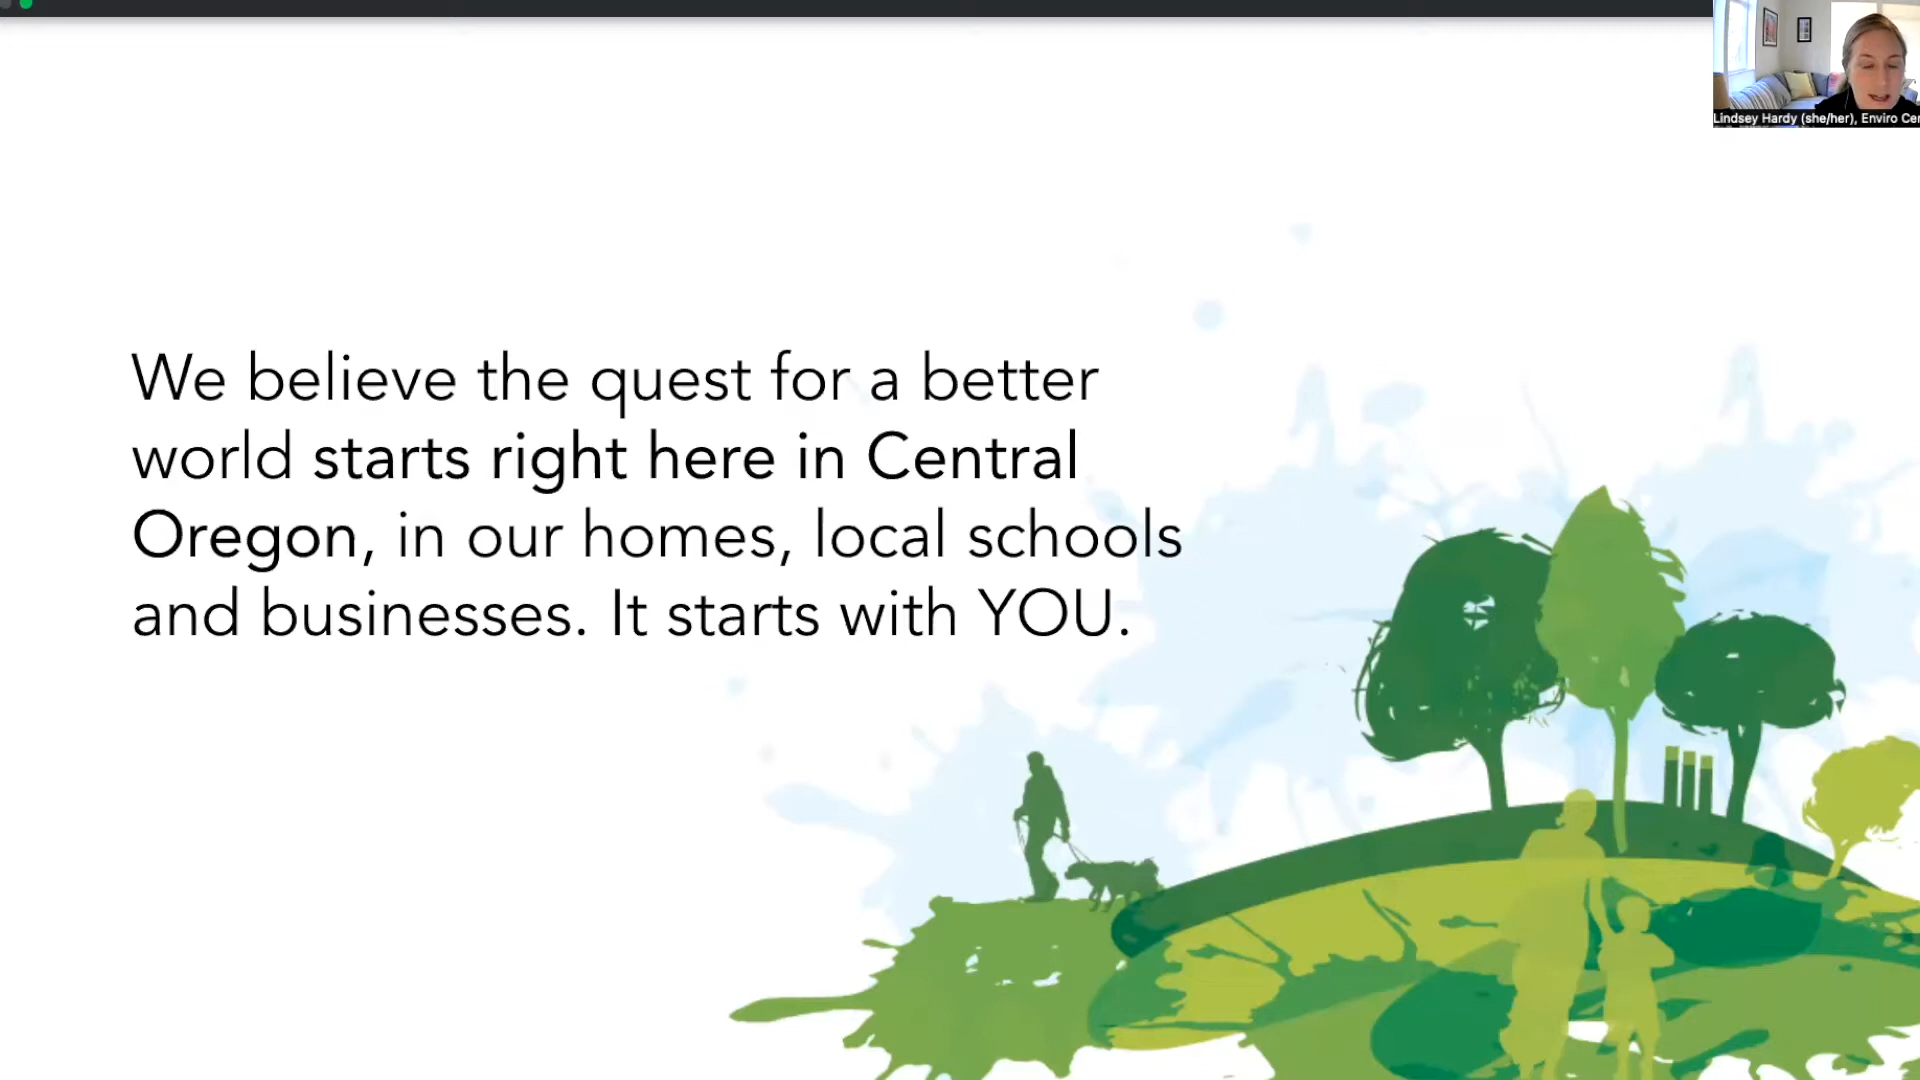 Lindsey Hardy (she/her), Enviro Cen
We believe the quest for a better
world starts right here in Central
Oregon, in our homes, local schools
and businesses. It starts with YOU.